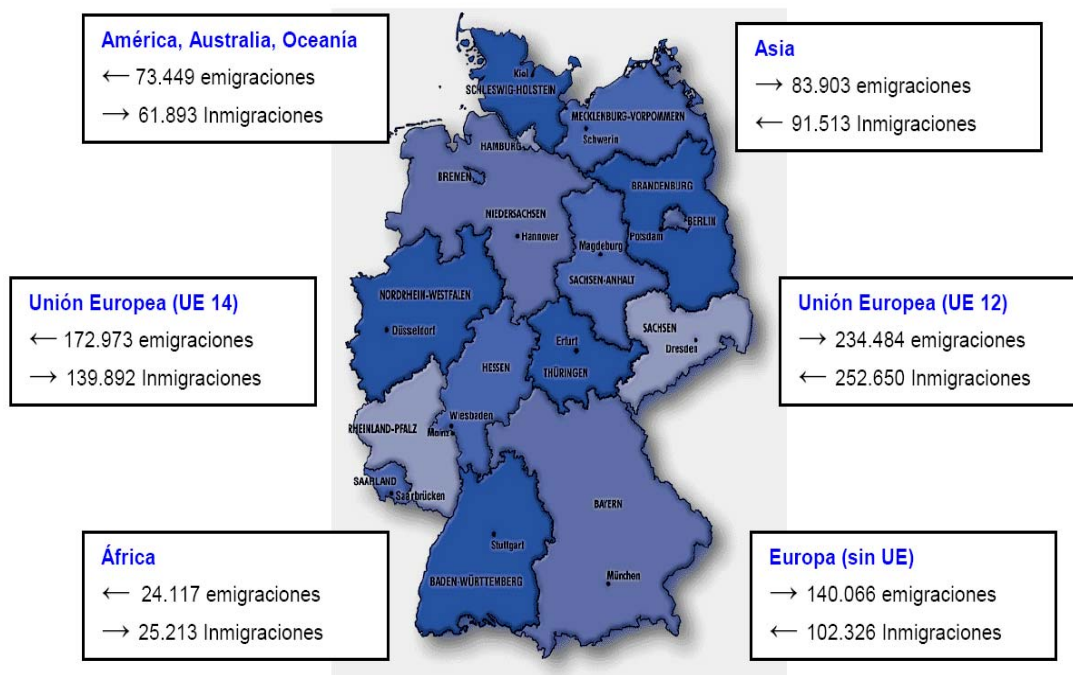 América, Australia, Oceanía
← 73.449 emigraciones
→ 61.893 Inmigraciones
Asia
→ 83.903 emigraciones
← 91.513 Inmigraciones
Unión Europea (UE 14)
← 172.973 emigraciones
→ 139.892 Inmigraciones
Unión Europea (UE 12)
→ 234.484 emigraciones
← 252.650 Inmigraciones
África
← 24.117 emigraciones
→ 25.213 Inmigraciones
Europa (sin UE)
→ 140.066 emigraciones
← 102.326 Inmigraciones
Kiel
SCHLESWIG-HOLSTEIN
MECKLENBURG-VORPOMMERN
Schwerin
HAMBURG
BREMEN
BRANDENBURG
NIEDERSACHSEN
BERLIN
Hannover
Potsdam
Magdeburg
SACHSEN-ANHALT
NORDRHEIN-WESTFALEN
Düsseldorf
SACHSEN
Dresden
Erfurt
THÜRINGEN
HESSEN
Wiesbaden
RHEINLAND-PFALZ
Mainz
SAARLAND
Saarbrücken
BAYERN
Stuttgart
BADEN-WÜRTTEMBERG
München